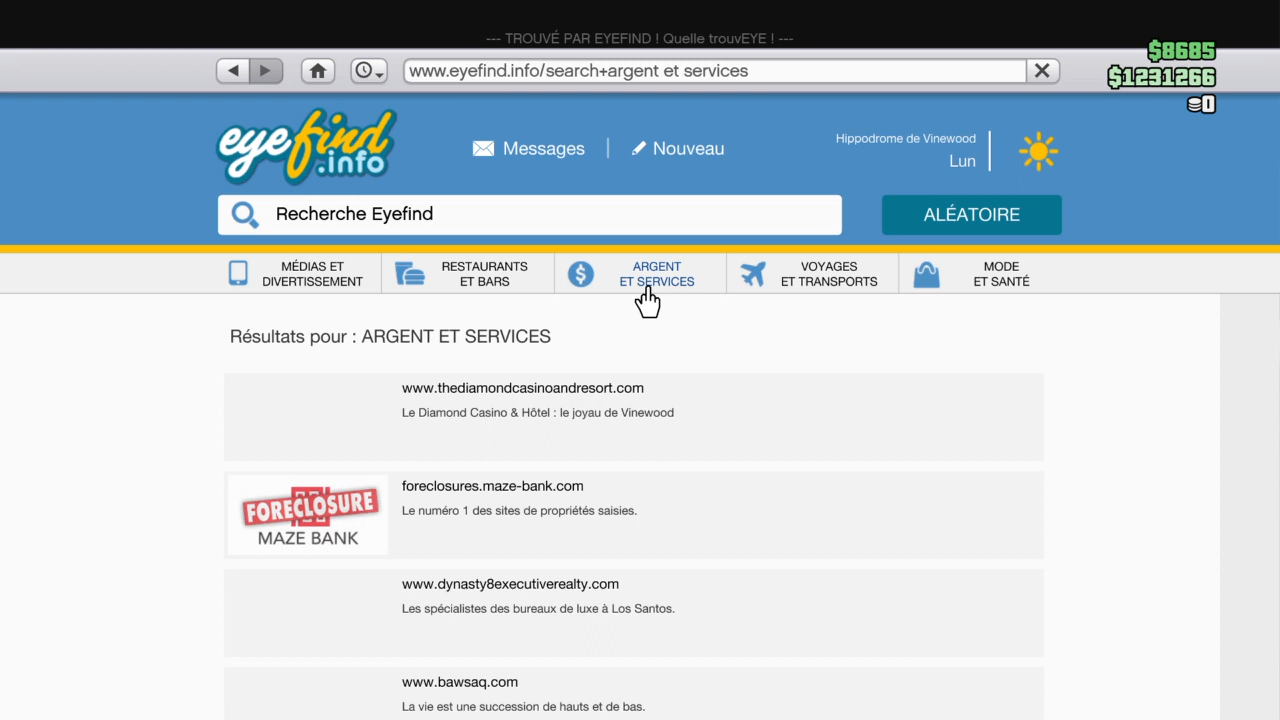 --- TROUVÉ PAR EYEFIND ! Quelle trouvEYE ! ---
$8685
www.eyefind.info/search+argent et services
$1231266
0
eyefind
.info
Messages
Nouveau
Hippodrome de Vinewood
Lun
Recherche Eyefind
ALÉATOIRE
MÉDIAS ET
DIVERTISSEMENT
RESTAURANTS
ET BARS
ARGENT
ET SERVICES
VOYAGES
ET TRANSPORTS
MODE
ET SANTÉ
Résultats pour : ARGENT ET SERVICES
www.thediamondcasinoandresort.com
Le Diamond Casino & Hôtel : le joyau de Vinewood
FORECLOSURE
MAZE BANK
foreclosures.maze-bank.com
Le numéro 1 des sites de propriétés saisies.
www.dynasty8executiverealty.com
Les spécialistes des bureaux de luxe à Los Santos.
www.bawsaq.com
La vie est une succession de hauts et de bas.